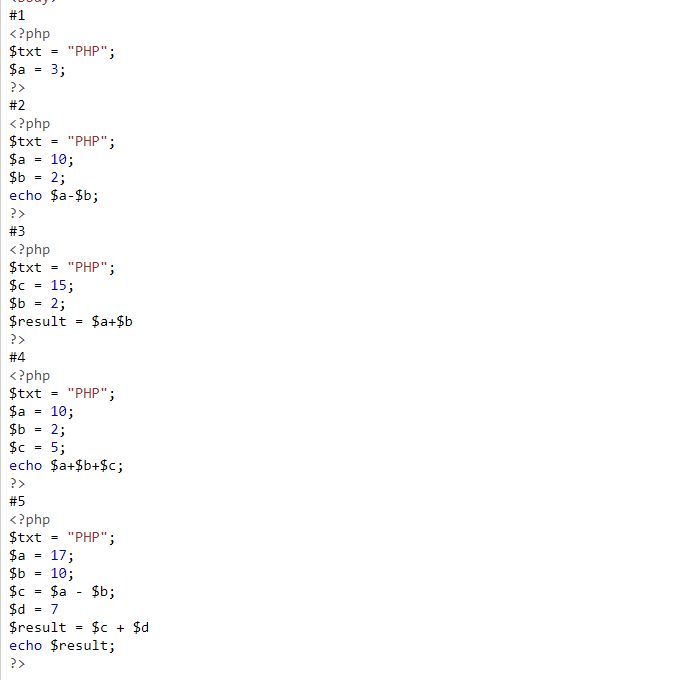 #1
<?php
$txt = "PHP";
$a = 3;
?>
#2
<?php
$txt = "PHP";
$a = 10;
$b = 2;
echo $a-$b;
?>
#3
<?php
$txt = "PHP";
$c = 15;
$b = 2;
$result = $a+$b
?>
#4
<?php
$txt = "PHP";
$a = 10;
$b = 2;
$c = 5;
echo $a+$b+$c;
?>
#5
<?php
$txt = "PHP";
$a = 17;
$b = 10;
$c = $a - $b;
$d = 7
$result = $c + $d
echo $result;
?>